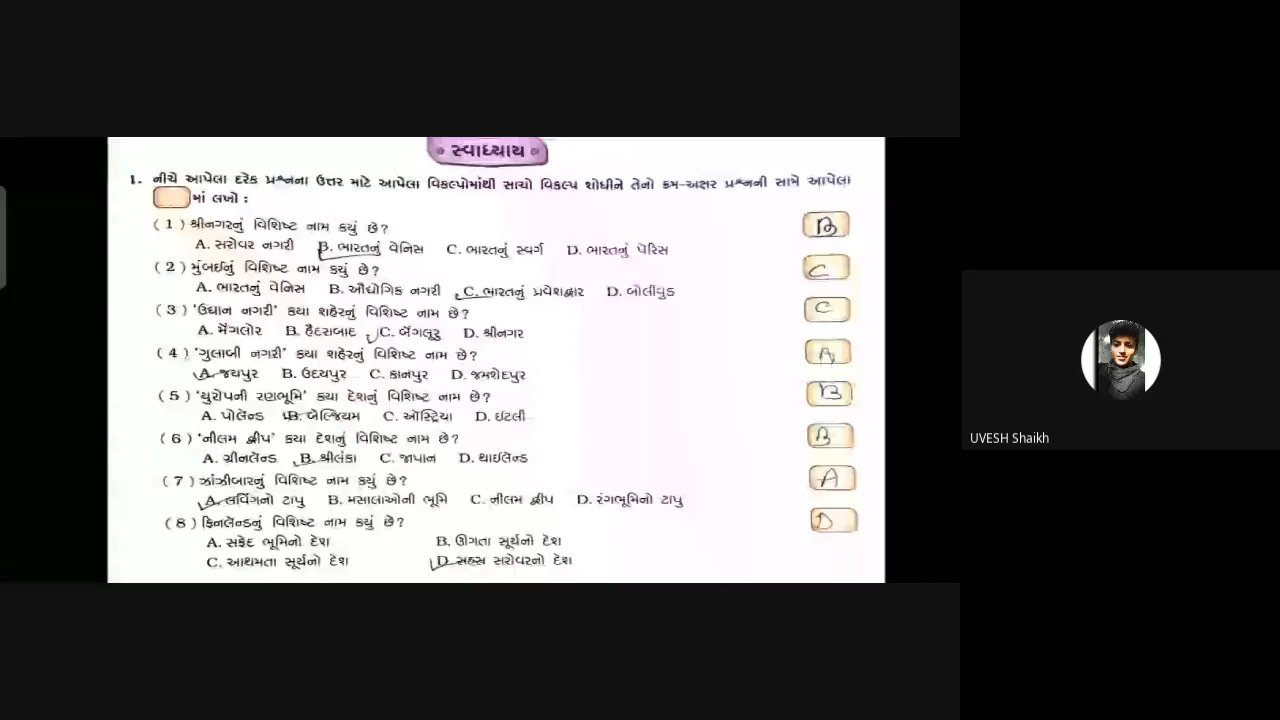 સ્વાધ્યાય
1. નીચે આપેલા દરેક પ્રશ્નના ઉત્તર માટે આપેલા વિકલ્પોમાંથી સાચો વિકલ્પ શોધીને તેનો ક્રમ-અક્ષર પ્રશ્નની સામે આપેલા
માં લખો :
( 1 ) શ્રીનગરનું વિશિષ્ટ નામ કયું છે? B
A. સરોવર નગરી B. ભારતનું વેનિસ C. ભારતનું સ્વર્ગ D. ભારતનું પેરિસ
( 2 ) મુંબઈનું વિશિષ્ટ નામ કયું છે? C
A. ભારતનું વેનિસ B. ઔદ્યોગિક નગરી C. ભારતનું પ્રવેશદ્વાર D. બોલીવુડ
( 3 ) 'ઉદ્યાન નગરી' કયા શહેરનું વિશિષ્ટ નામ છે? C
A. મેંગલોર B. હૈદરાબાદ C. બેંગલુરુ D. શ્રીનગર
( 4 ) 'ગુલાબી નગરી' કયા શહેરનું વિશિષ્ટ નામ છે? A
A. જયપુર B. ઉદયપુર C. કાનપુર D. જમશેદપુર
( 5 ) 'યુરોપની રણભૂમિ' કયા દેશનું વિશિષ્ટ નામ છે? B
A. પોલૅન્ડ B. બેલ્જિયમ C. ઑસ્ટ્રિયા D. ઇટલી
( 6 ) 'નીલમ દ્વીપ' કયા દેશનું વિશિષ્ટ નામ છે? B
A. ગ્રીનલૅન્ડ B. શ્રીલંકા C. જાપાન D. થાઇલૅન્ડ
( 7 ) ઝાંઝીબારનું વિશિષ્ટ નામ કયું છે? A
A. લવિંગનો ટાપુ B. મસાલાઓની ભૂમિ C. નીલમ દ્વીપ D. રંગભૂમિનો ટાપુ
( 8 ) ફિનલૅન્ડનું વિશિષ્ટ નામ કયું છે? D
A. સફેદ ભૂમિનો દેશ B. ઊગતા સૂર્યનો દેશ
C. આથમતા સૂર્યનો દેશ D. સહસ્ર સરોવરનો દેશ
UVESH Shaikh